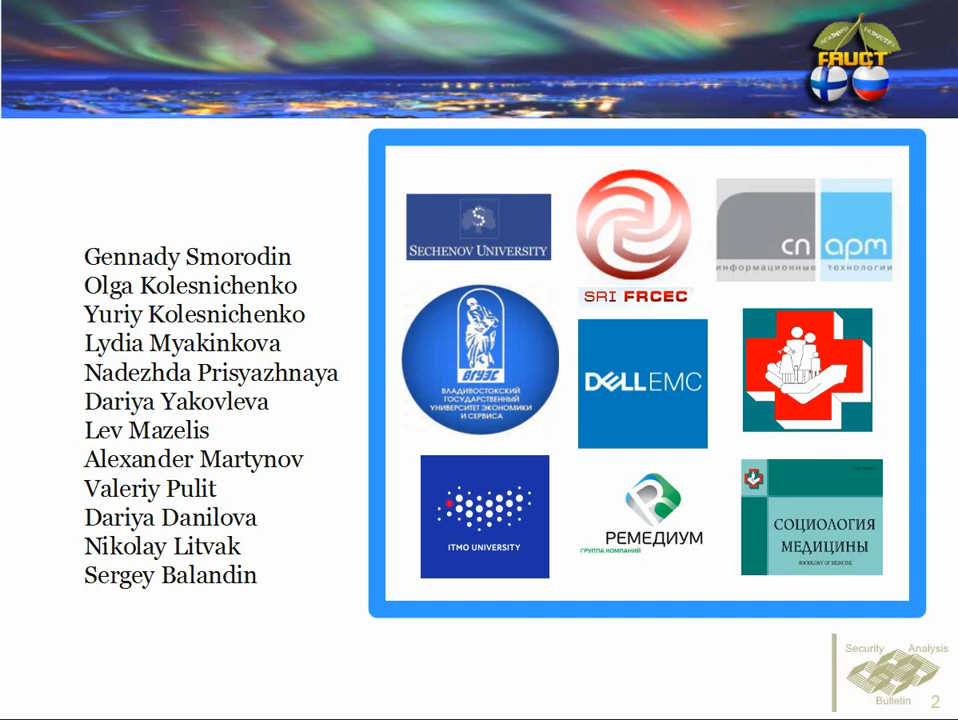 FRUCT
Gennady Smorodin
Olga Kolesnichenko
Yuriy Kolesnichenko
Lydia Myakinkova
Nadezhda Prisyazhnaya
Dariya Yakovleva
Lev Mazelis
Alexander Martynov
Valeriy Pulit
Dariya Danilova
Nikolay Litvak
Sergey Balandin
S
SECHENOV UNIVERSITY
SRI FRCEC
СП АРМ
информационные технологии
ВГУЭС
ВЛАДИВОСТОКСКИЙ
ГОСУДАРСТВЕННЫЙ
УНИВЕРСИТЕТ ЭКОНОМИКИ
И СЕРВИСА
DELLEMC
ITMO UNIVERSITY
РЕМЕДИУМ
ГРУППА КОМПАНИЙ
СОЦИОЛОГИЯ
МЕДИЦИНЫ
SOCIOLOGY OF MEDICINE
Security Analysis
Bulletin
2